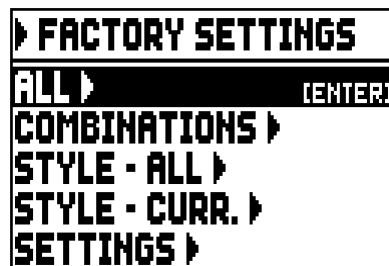 FACTORY SETTINGS
ALL [ENTER]
COMBINATIONS
STYLE - ALL
STYLE - CURR.
SETTINGS